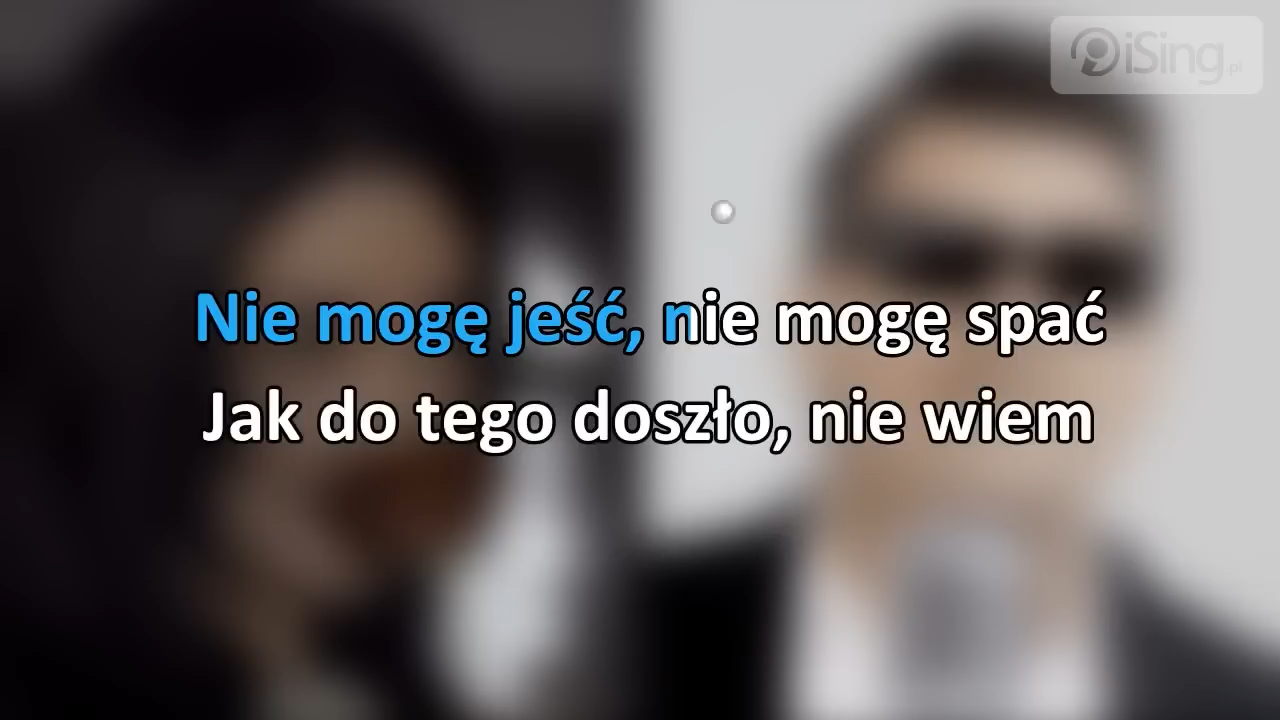 iSing.pl
Nie mogę jeść, nie mogę spać
Jak do tego doszło, nie wiem